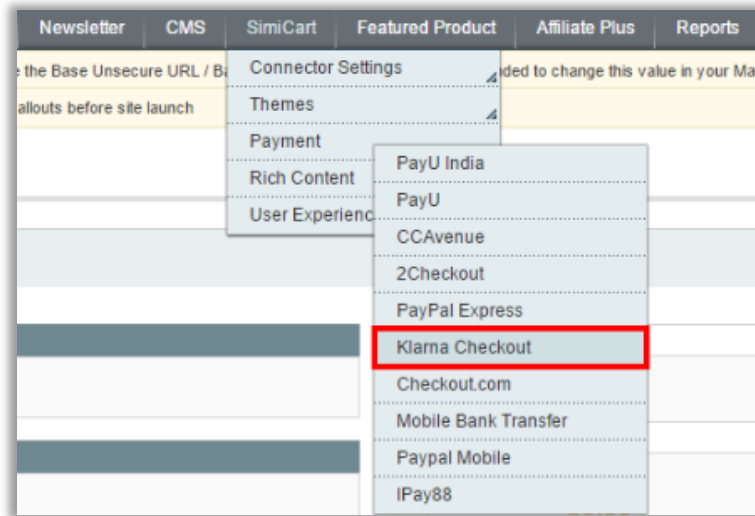 Newsletter CMS SimiCart Featured Product Affiliate Plus Reports
the Base Unsecure URL / Ba ded to change this value in your Ma
allouts before site launch
Connector Settings
Themes
Payment
Rich Content
User Experienc
PayU India
PayU
CCAvenue
2Checkout
PayPal Express
Klarna Checkout
Checkout.com
Mobile Bank Transfer
Paypal Mobile
IPay88